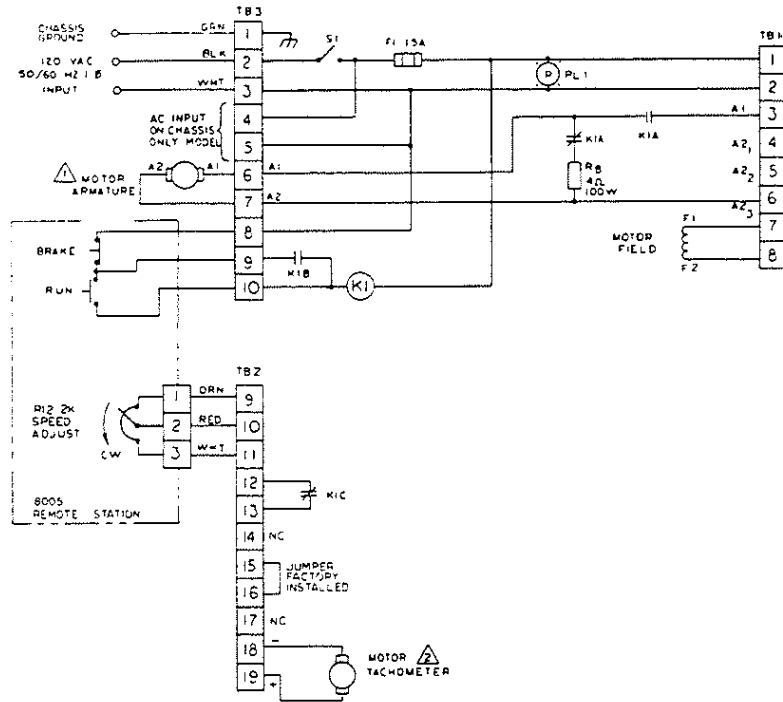 TB3
CHASSIS GROUND
GRN
1
120 VAC
50/60 HZ 1 Ø
INPUT
BLK
2
S1
F1 15A
WHT
3
AC INPUT
ON CHASSIS
ONLY MODEL
4
5
1 MOTOR
ARMATURE
A2
A1
6
A1
7
A2
BRAKE
8
9
K1B
RUN
10
K1
P
PL1
K1A
K1A
RB
4Ω
100W
TB1
1
2
A1
3
A2₁
4
A2₂
5
A2₃
6
MOTOR
FIELD
F1
7
F2
8
TB2
R12 2K
SPEED
ADJUST
CW
1
ORN
9
2
RED
10
3
WHT
11
8005
REMOTE STATION
12
13
K1C
14
NC
15
16
JUMPER
FACTORY
INSTALLED
17
NC
18
-
19
+
MOTOR 2
TACHOMETER